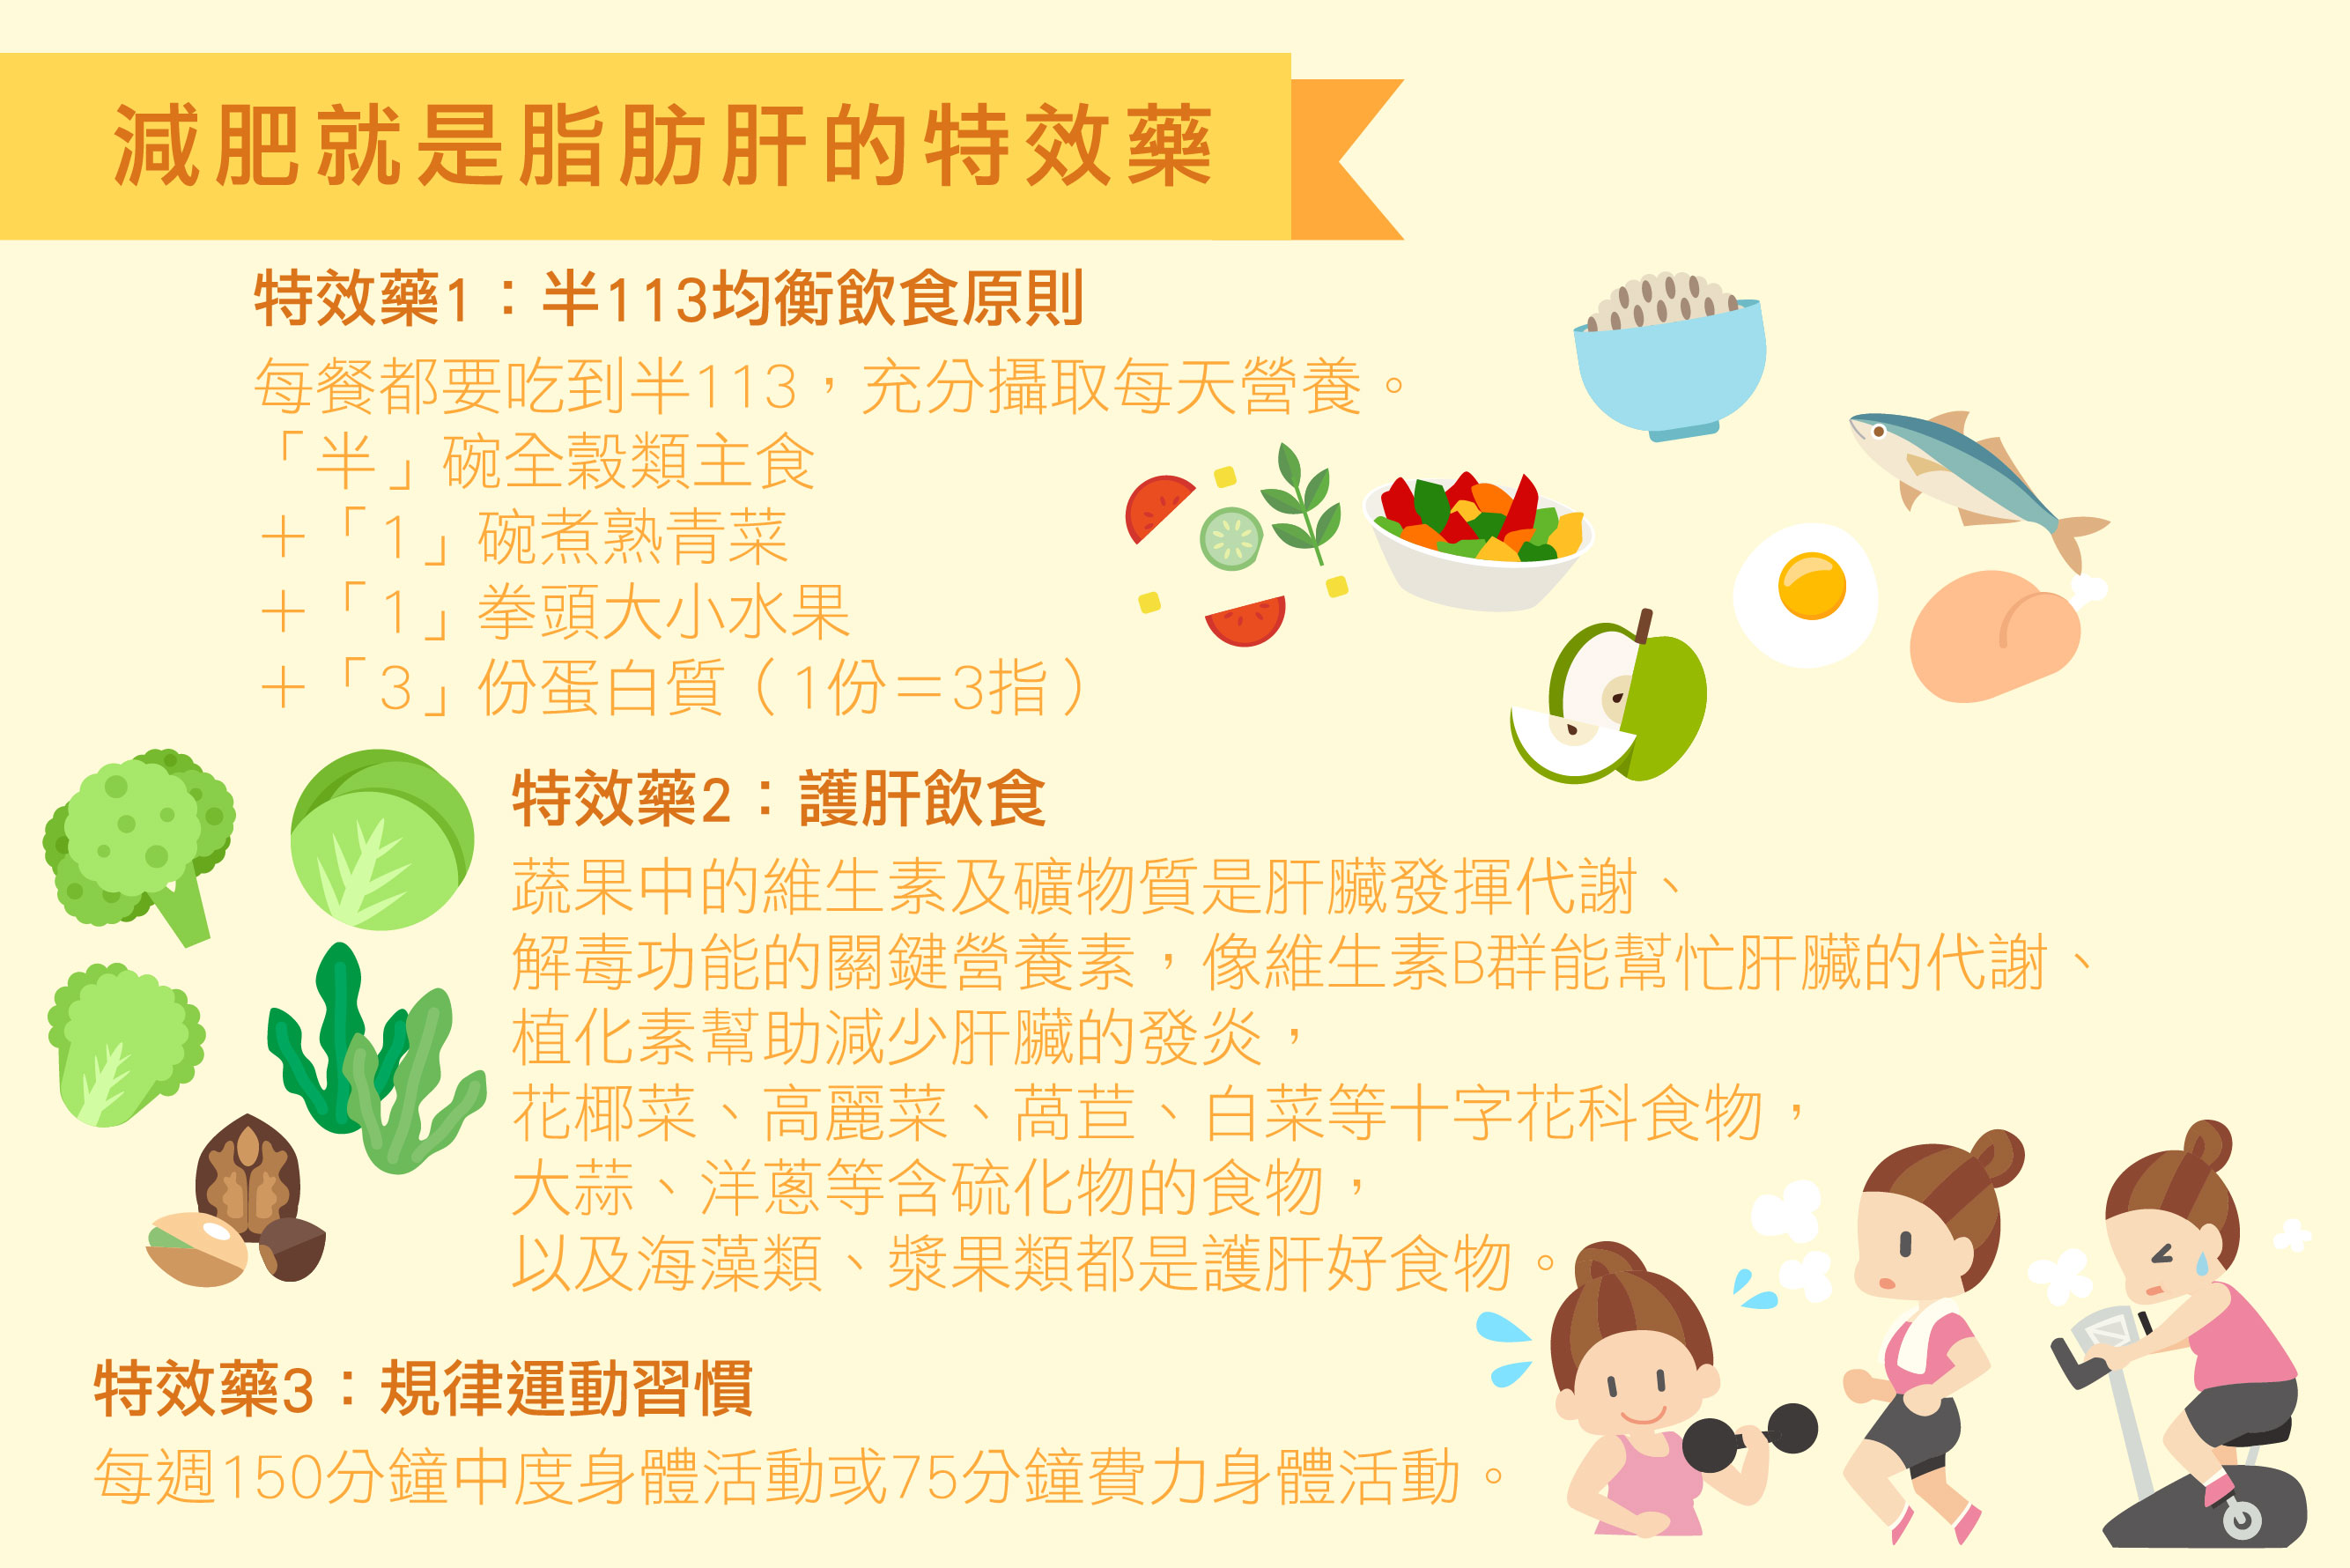 減肥就是脂肪肝的特效藥
特效藥1：半113均衡飲食原則
每餐都要吃到半113，充分攝取每天營養。
「半」碗全穀類主食
＋「1」碗煮熟青菜
＋「1」拳頭大小水果
＋「3」份蛋白質（1份＝3指）
特效藥2：護肝飲食
蔬果中的維生素及礦物質是肝臟發揮代謝、
解毒功能的關鍵營養素，像維生素B群能幫忙肝臟的代謝、
植化素幫助減少肝臟的發炎，
花椰菜、高麗菜、萵苣、白菜等十字花科食物，
大蒜、洋蔥等含硫化物的食物，
以及海藻類、漿果類都是護肝好食物。
特效藥3：規律運動習慣
每週150分鐘中度身體活動或75分鐘費力身體活動。